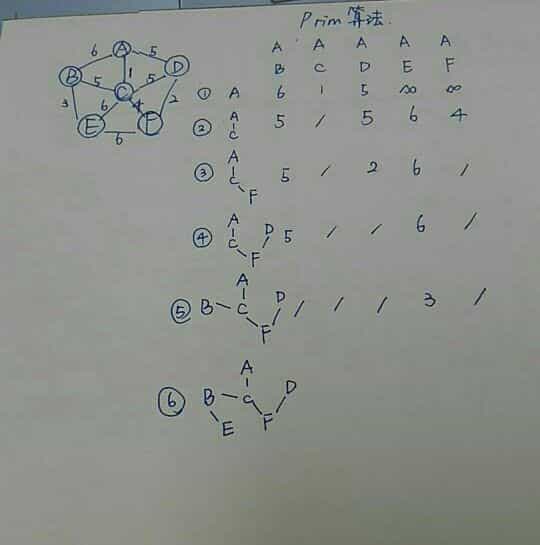 Prim算法.
6 A 5
B 5 1 5 D
C
3 6 4 2
E F
6
A A A A A
B C D E F
① A 6 1 5 ∞ ∞
② A 5 / 5 6 4
C
③ A
C 5 / 2 6 /
F
④ A D 5 / / 6 /
C
F
A
⑤ B C D / / / 3 /
F
A
⑥ B C D
E F